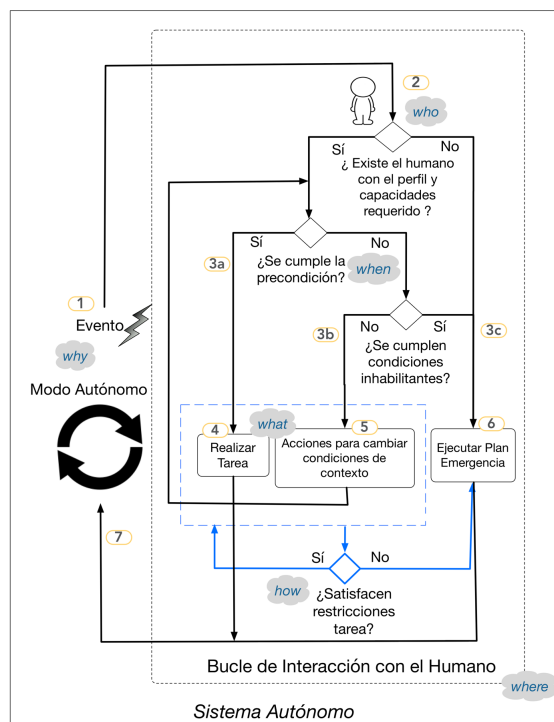 2
who
Sí
No
¿ Existe el humano
con el perfil y
capacidades
requerido ?
Sí
No
3a
¿Se cumple la
precondición?
when
1
Evento
why
Modo Autónomo
3b
No
Sí
3c
¿Se cumplen
condiciones
inhabilitantes?
what
4
Realizar
Tarea
5
Acciones para cambiar
condiciones de
contexto
6
Ejecutar Plan
Emergencia
7
Sí
No
how
¿Satisfacen
restricciones
tarea?
Bucle de Interacción con el Humano
where
Sistema Autónomo